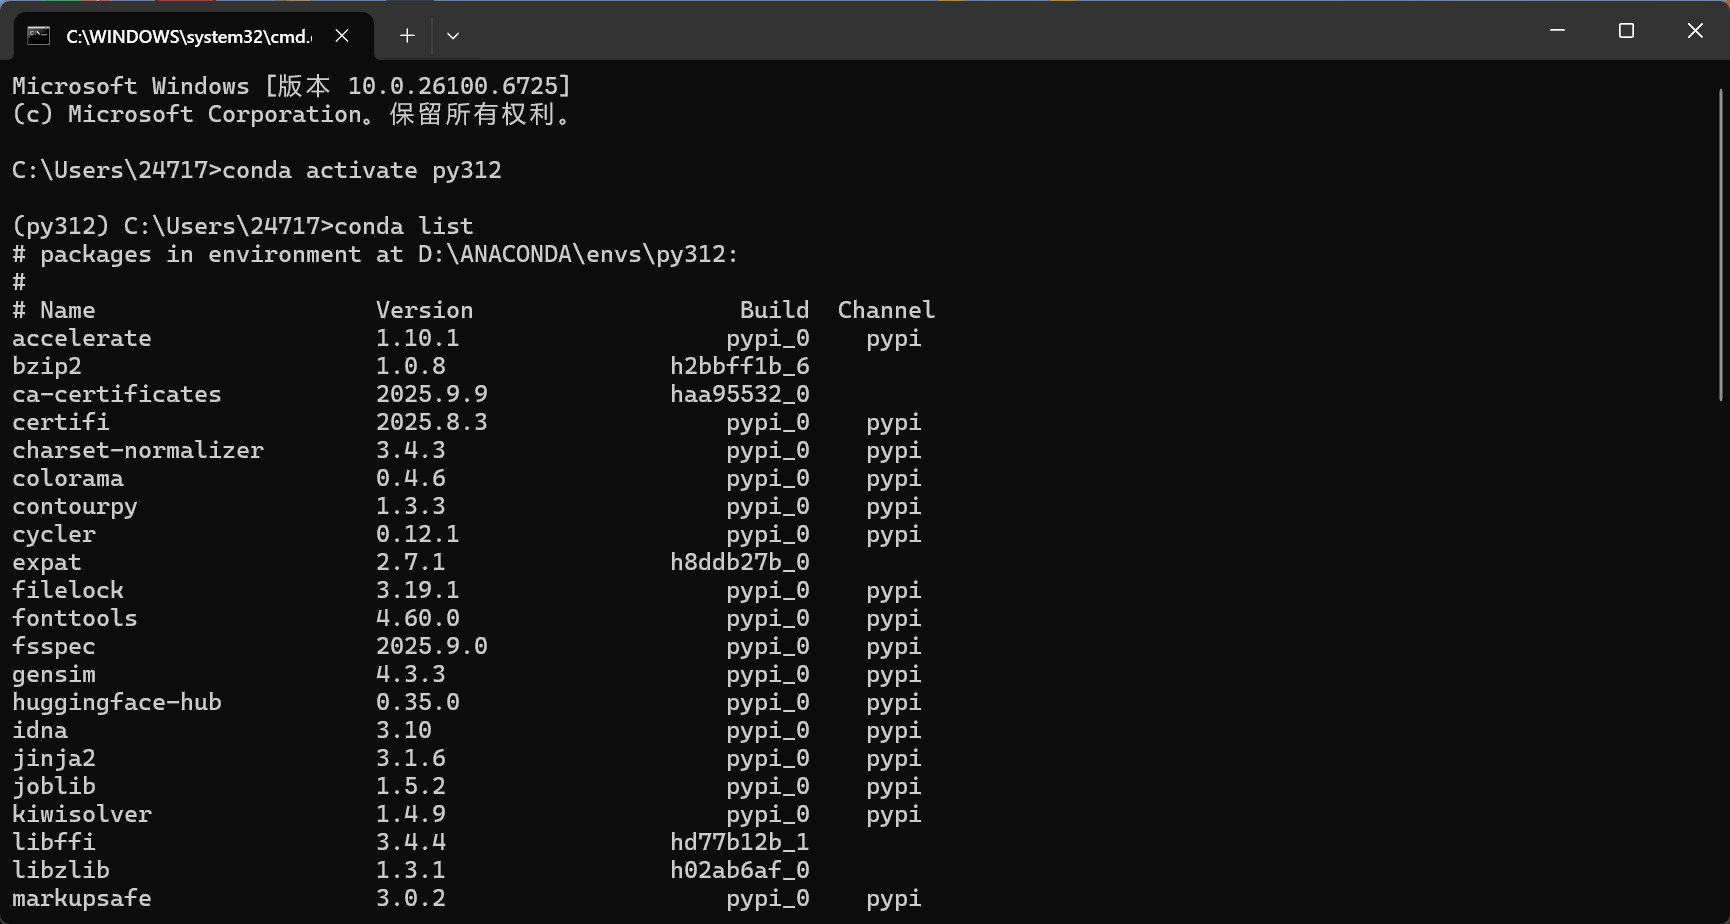 C:\WINDOWS\system32\cmd.
Microsoft Windows [版本 10.0.26100.6725]
(c) Microsoft Corporation。保留所有权利。
C:\Users\24717>conda activate py312
(py312) C:\Users\24717>conda list
# packages in environment at D:\ANACONDA\envs\py312:
#
# Name                    Version                   Build  Channel
accelerate                1.10.1                   pypi_0    pypi
bzip2                     1.0.8                h2bbff1b_6
ca-certificates           2025.9.9             haa95532_0
certifi                   2025.8.3                 pypi_0    pypi
charset-normalizer        3.4.3                    pypi_0    pypi
colorama                  0.4.6                    pypi_0    pypi
contourpy                 1.3.3                    pypi_0    pypi
cycler                    0.12.1                   pypi_0    pypi
expat                     2.7.1                h8ddb27b_0
filelock                  3.19.1                   pypi_0    pypi
fonttools                 4.60.0                   pypi_0    pypi
fsspec                    2025.9.0                 pypi_0    pypi
gensim                    4.3.3                    pypi_0    pypi
huggingface-hub           0.35.0                   pypi_0    pypi
idna                      3.10                     pypi_0    pypi
jinja2                    3.1.6                    pypi_0    pypi
joblib                    1.5.2                    pypi_0    pypi
kiwisolver                1.4.9                    pypi_0    pypi
libffi                    3.4.4                hd77b12b_1
libzlib                   1.3.1                h02ab6af_0
markupsafe                3.0.2                    pypi_0    pypi